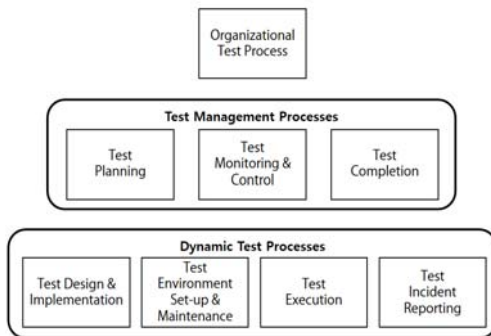 Organizational
Test Process
Test Management Processes
Test
Planning
Test
Monitoring &
Control
Test
Completion
Dynamic Test Processes
Test Design &
Implementation
Test
Environment
Set-up &
Maintenance
Test
Execution
Test
Incident
Reporting